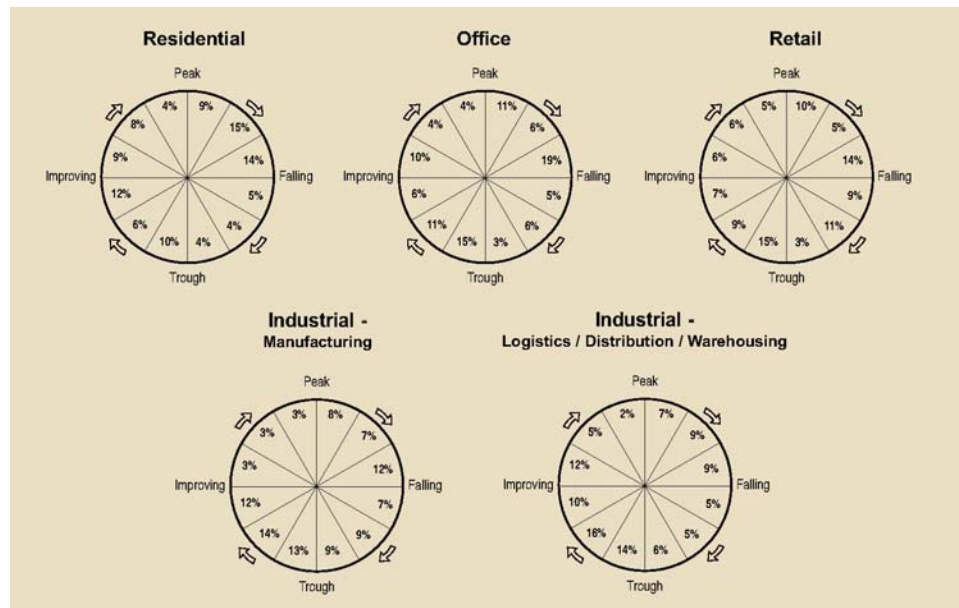 Residential
Office
Retail
Peak
Peak
Peak
4% 9%
4% 11%
5% 10%
8% 15%
4% 6%
6% 5%
9% 14%
10% 19%
6% 14%
Improving Falling
Improving Falling
Improving Falling
12% 5%
6% 5%
7% 9%
6% 4%
11% 6%
9% 11%
10% 4%
15% 3%
15% 3%
Trough
Trough
Trough
Industrial -
Manufacturing
Industrial -
Logistics / Distribution / Warehousing
Peak
Peak
3% 8%
2% 7%
3% 7%
5% 9%
3% 12%
12% 9%
Improving Falling
Improving Falling
12% 7%
10% 5%
14% 9%
16% 5%
13% 9%
14% 6%
Trough
Trough